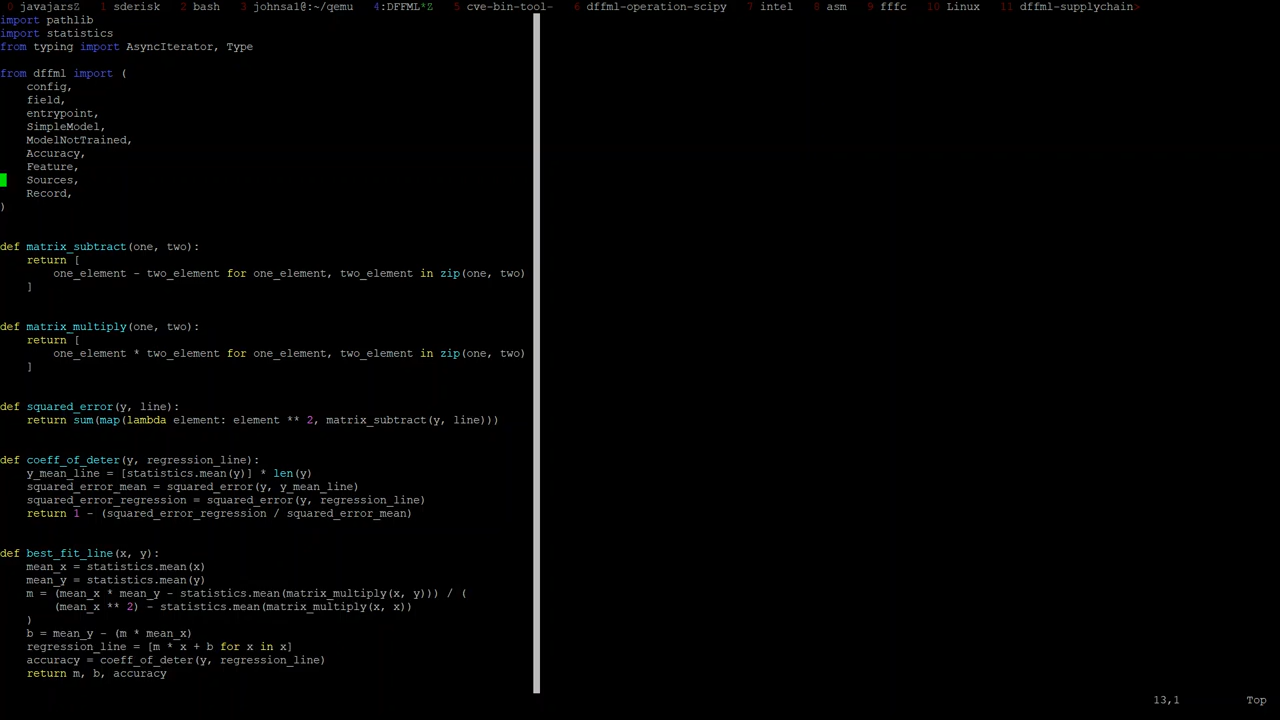 0 javajarsZ 1 sderisk 2 bash 3 johnsal@:~/qemu 4:DFFML*Z 5 cve-bin-tool- 6 dffml-operation-scipy 7 intel 8 asm 9 fffc 10 Linux 11 dffml-supplychain>
import pathlib
import statistics
from typing import AsyncIterator, Type

from dffml import (
    config,
    field,
    entrypoint,
    SimpleModel,
    ModelNotTrained,
    Accuracy,
    Feature,
    Sources,
    Record,
)

def matrix_subtract(one, two):
    return [
        one_element - two_element for one_element, two_element in zip(one, two)
    ]

def matrix_multiply(one, two):
    return [
        one_element * two_element for one_element, two_element in zip(one, two)
    ]

def squared_error(y, line):
    return sum(map(lambda element: element ** 2, matrix_subtract(y, line)))

def coeff_of_deter(y, regression_line):
    y_mean_line = [statistics.mean(y)] * len(y)
    squared_error_mean = squared_error(y, y_mean_line)
    squared_error_regression = squared_error(y, regression_line)
    return 1 - (squared_error_regression / squared_error_mean)

def best_fit_line(x, y):
    mean_x = statistics.mean(x)
    mean_y = statistics.mean(y)
    m = (mean_x * mean_y - statistics.mean(matrix_multiply(x, y))) / (
        (mean_x ** 2) - statistics.mean(matrix_multiply(x, x))
    )
    b = mean_y - (m * mean_x)
    regression_line = [m * x + b for x in x]
    accuracy = coeff_of_deter(y, regression_line)
    return m, b, accuracy
13,1 Top